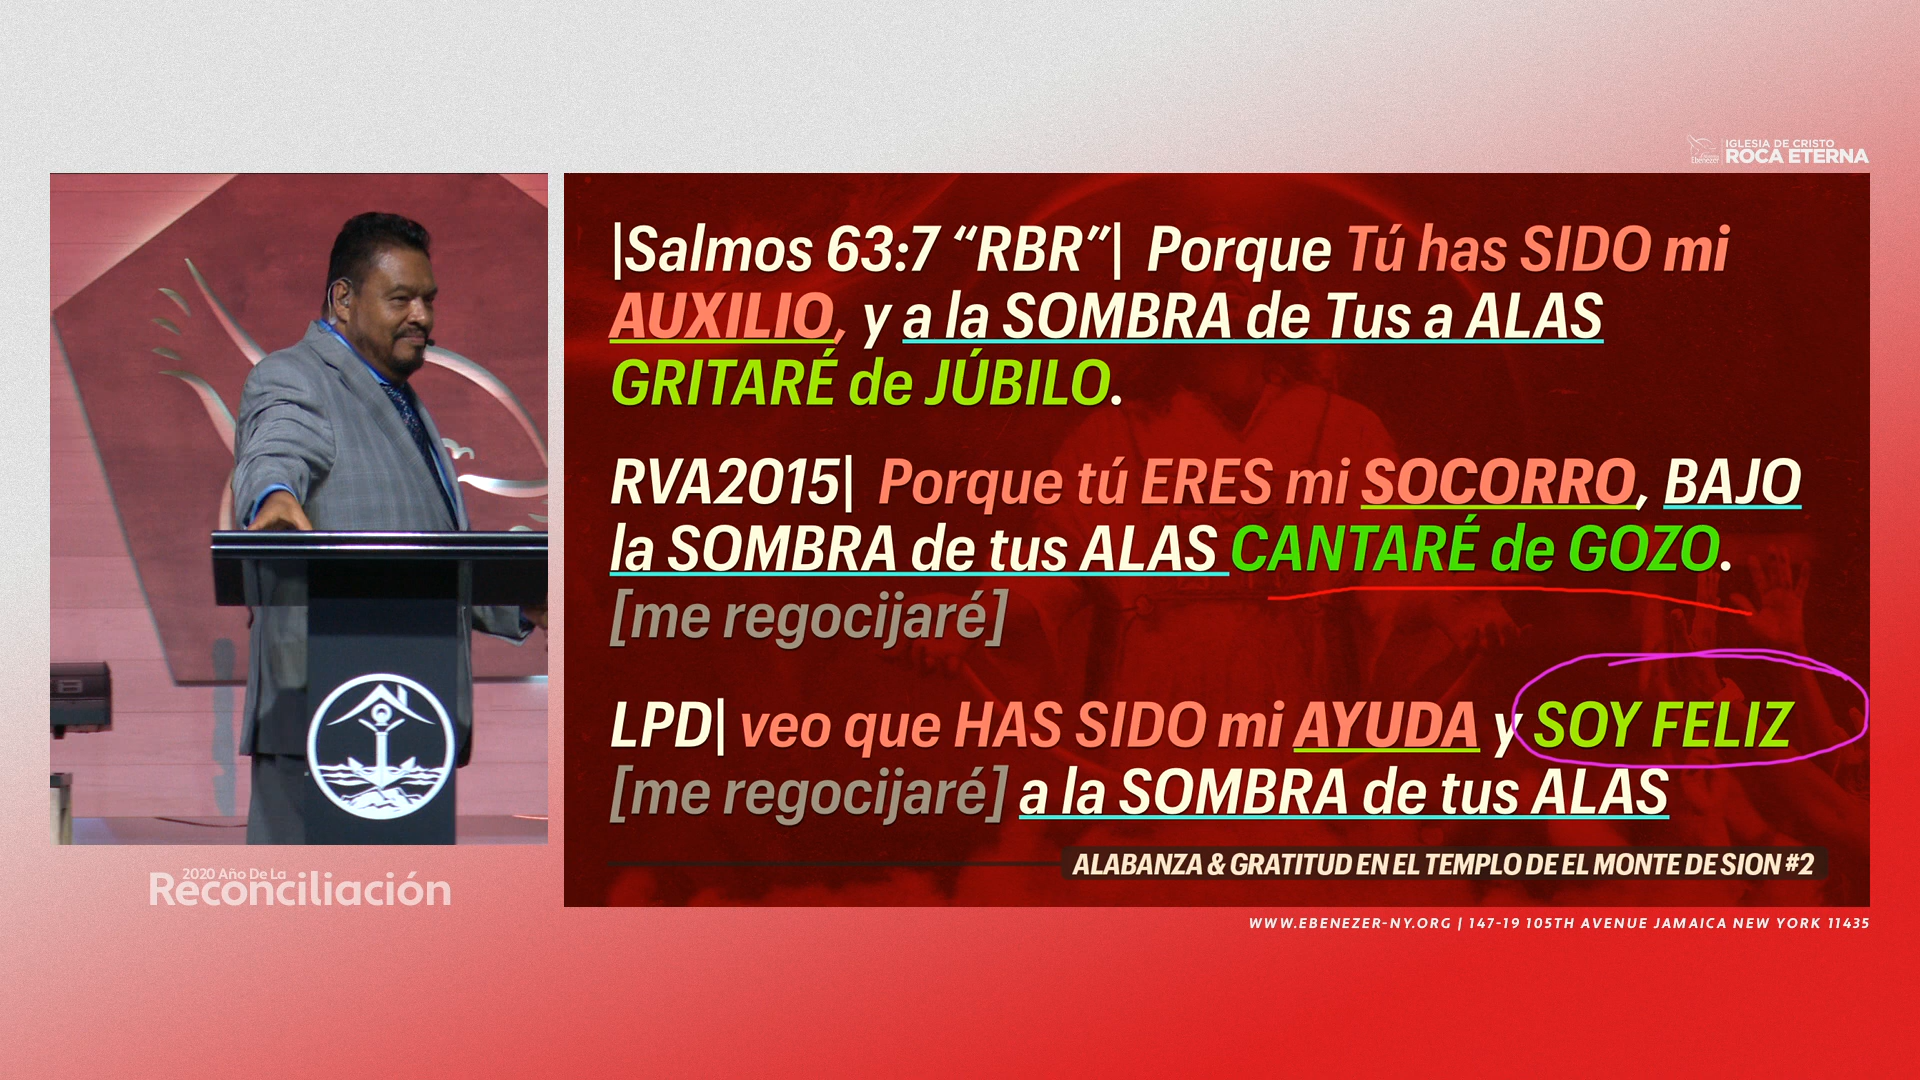 IGLESIA DE CRISTO
Ebenezer ROCA ETERNA
|Salmos 63:7 “RBR”| Porque Tú has SIDO mi
AUXILIO, y a la SOMBRA de Tus a ALAS
GRITARÉ de JÚBILO.
RVA2015| Porque tú ERES mi SOCORRO, BAJO
la SOMBRA de tus ALAS CANTARÉ de GOZO.
[me regocijaré]
LPD| veo que HAS SIDO mi AYUDA y SOY FELIZ
[me regocijaré] a la SOMBRA de tus ALAS
ALABANZA & GRATITUD EN EL TEMPLO DE EL MONTE DE SION #2
2020 Año De La
Reconciliación
WWW.EBENEZER-NY.ORG | 147-19 105TH AVENUE JAMAICA NEW YORK 11435